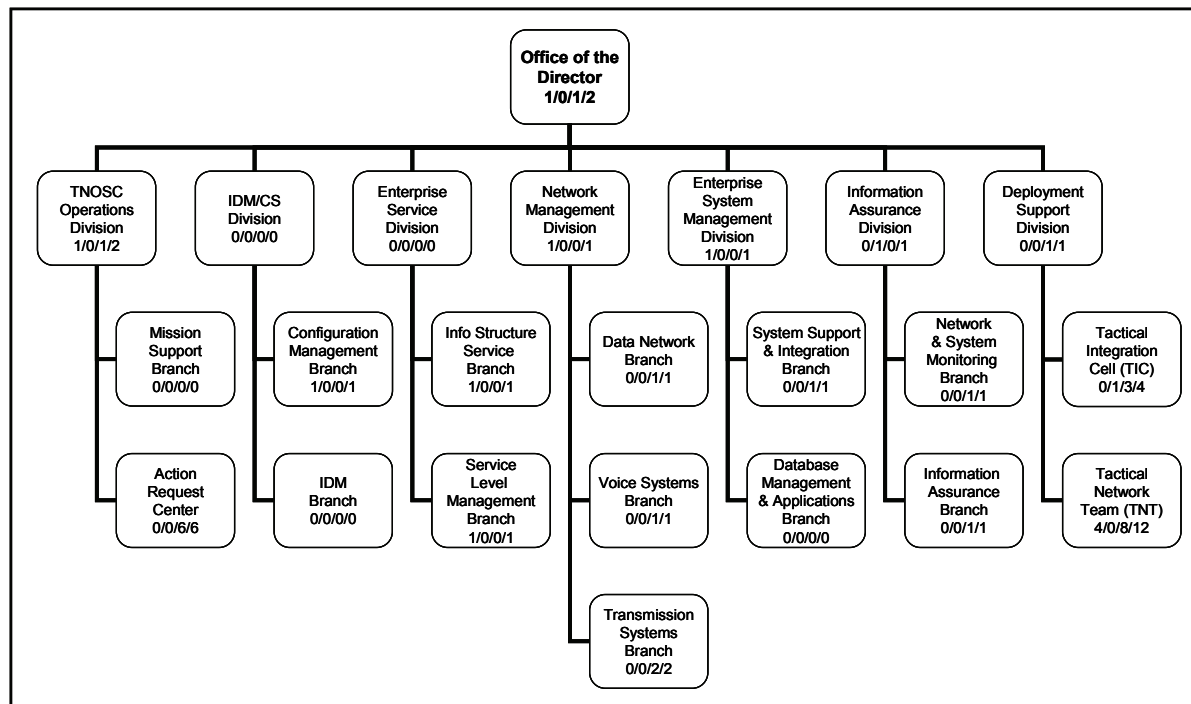 Office of the
Director
1/0/1/2
TNOSC
Operations
Division
1/0/1/2
IDM/CS
Division
0/0/0/0
Enterprise
Service
Division
0/0/0/0
Network
Management
Division
1/0/0/1
Enterprise
System
Management
Division
1/0/0/1
Information
Assurance
Division
0/1/0/1
Deployment
Support
Division
0/0/1/1
Mission
Support
Branch
0/0/0/0
Configuration
Management
Branch
1/0/0/1
Info Structure
Service
Branch
1/0/0/1
Data Network
Branch
0/0/1/1
System Support
& Integration
Branch
0/0/1/1
Network
& System
Monitoring
Branch
0/0/1/1
Tactical
Integration
Cell (TIC)
0/1/3/4
Action
Request
Center
0/0/6/6
IDM
Branch
0/0/0/0
Service
Level
Management
Branch
1/0/0/1
Voice Systems
Branch
0/0/1/1
Database
Management
& Applications
Branch
0/0/0/0
Information
Assurance
Branch
0/0/1/1
Tactical
Network
Team (TNT)
4/0/8/12
Transmission
Systems
Branch
0/0/2/2